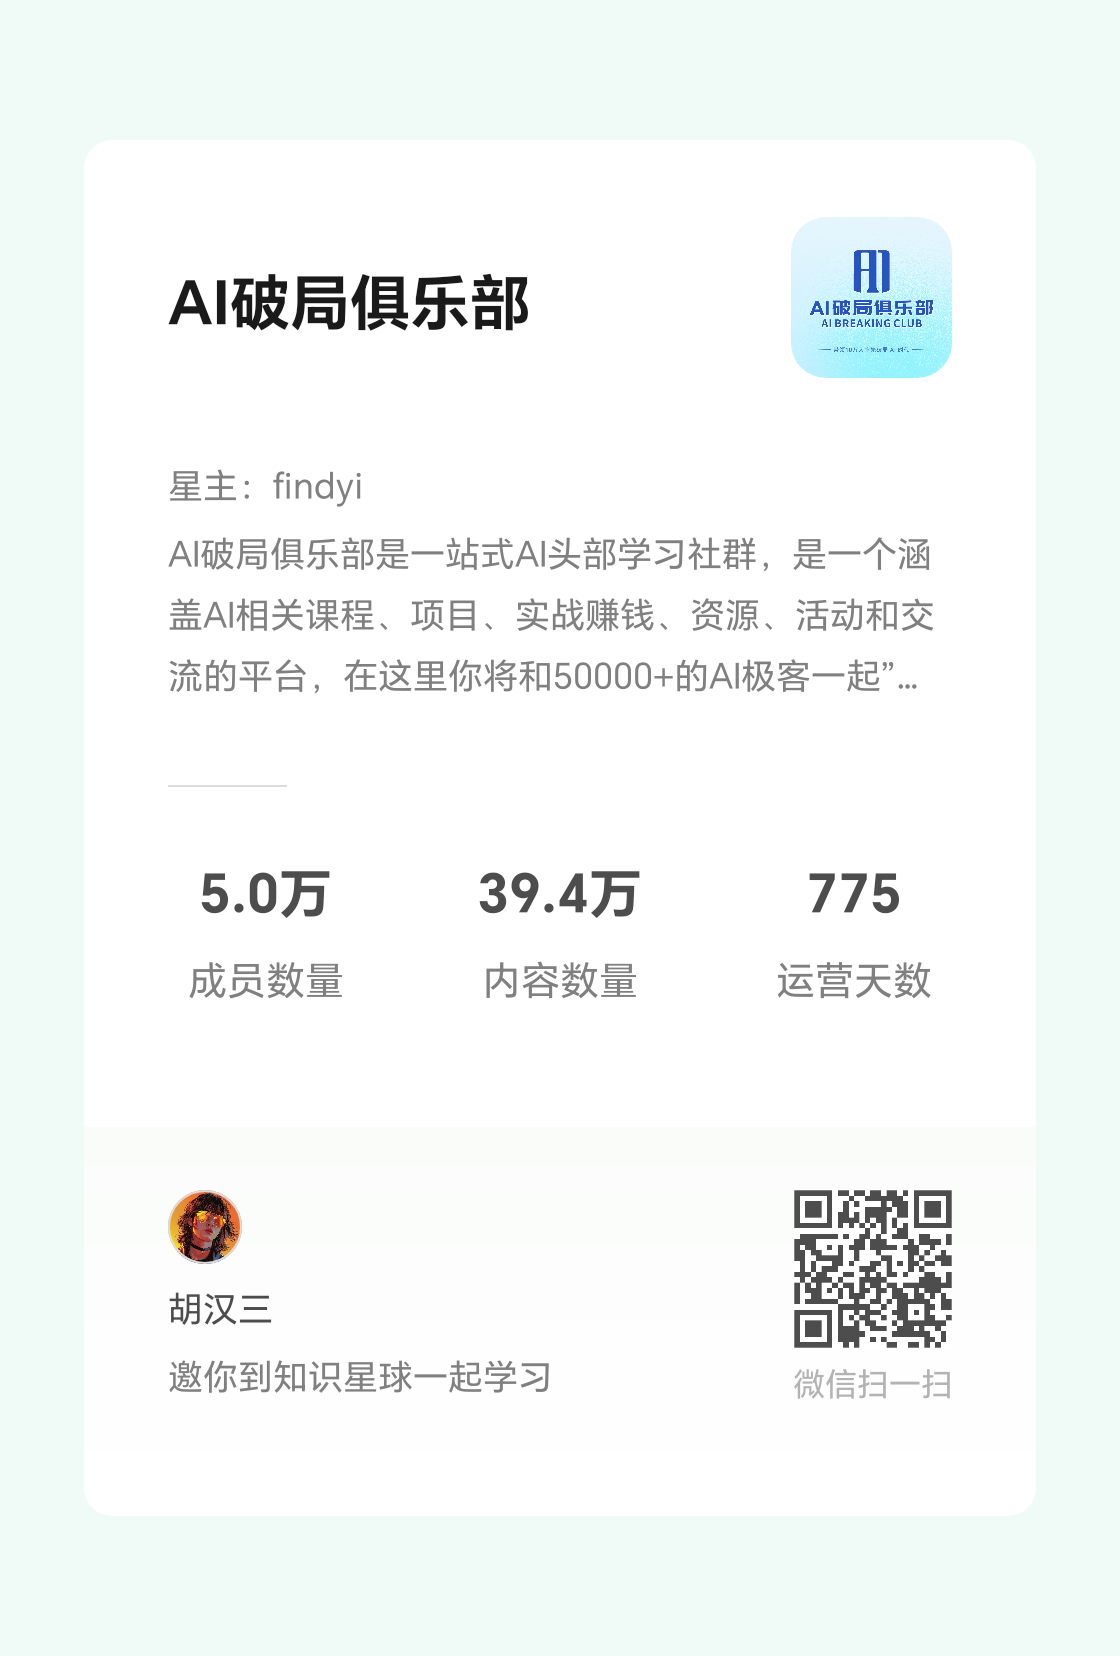 AI破局俱乐部
AI破局俱乐部
AI BREAKING CLUB
星主：findyi
AI破局俱乐部是一站式AI头部学习社群，是一个涵
盖AI相关课程、项目、实战赚钱、资源、活动和交
流的平台，在这里你将和50000+的AI极客一起”...
5.0万
39.4万
775
成员数量
内容数量
运营天数
胡汉三
邀你到知识星球一起学习
微信扫一扫